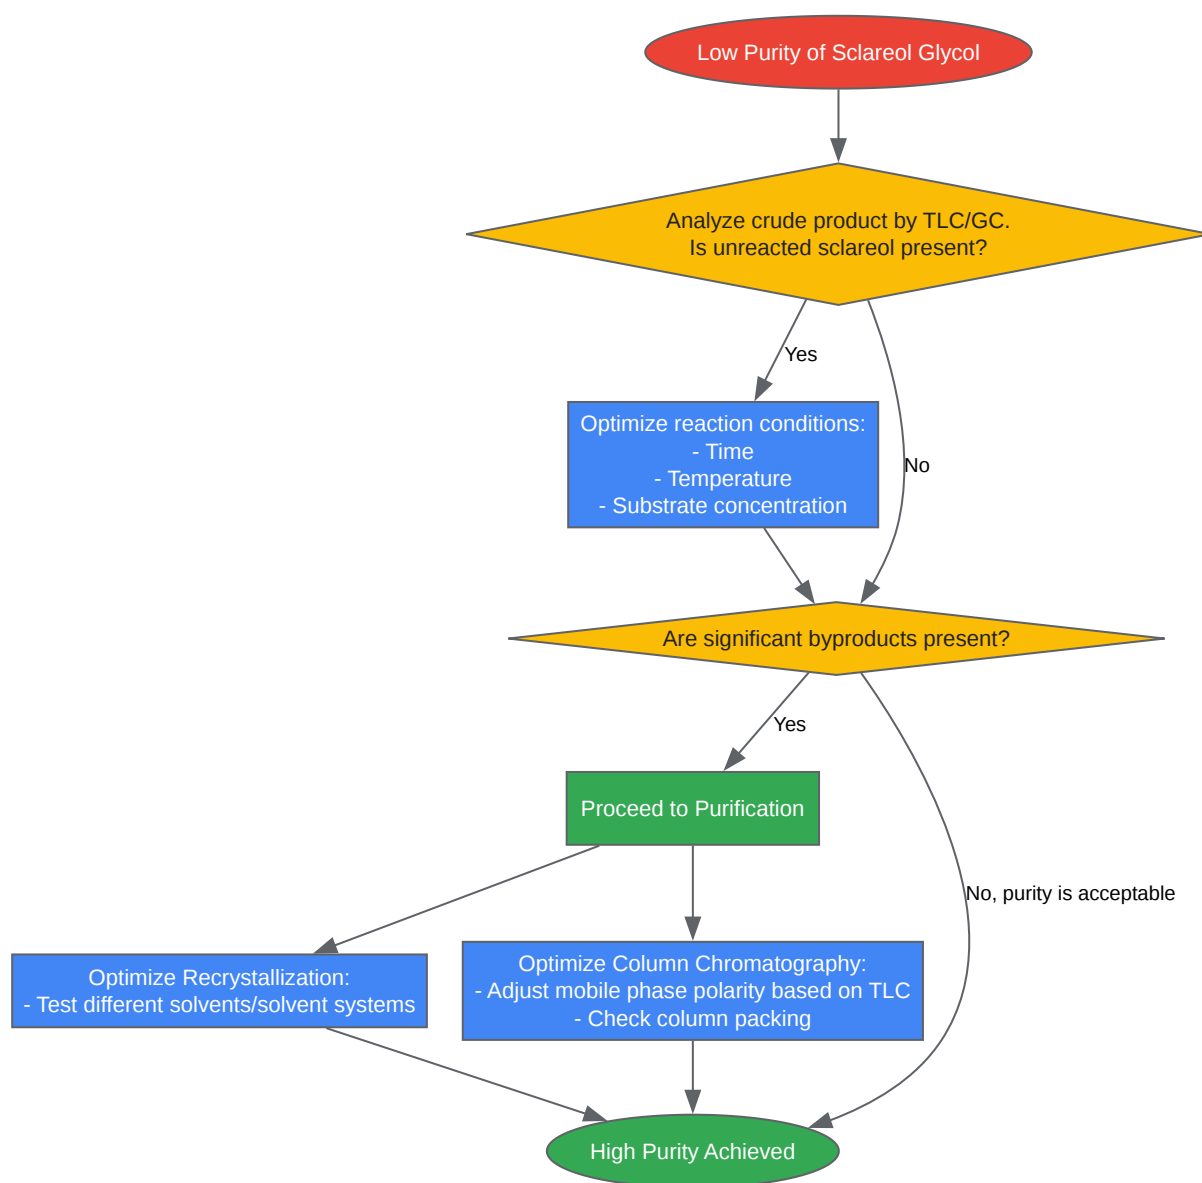 Low Purity of Sclareol Glycol
Analyze crude product by TLC/GC.
Is unreacted sclareol present?
Yes
Optimize reaction conditions:
- Time
- Temperature
- Substrate concentration
No
Are significant byproducts present?
Yes
Proceed to Purification
No, purity is acceptable
Optimize Recrystallization:
- Test different solvents/solvent systems
Optimize Column Chromatography:
- Adjust mobile phase polarity based on TLC
- Check column packing
High Purity Achieved